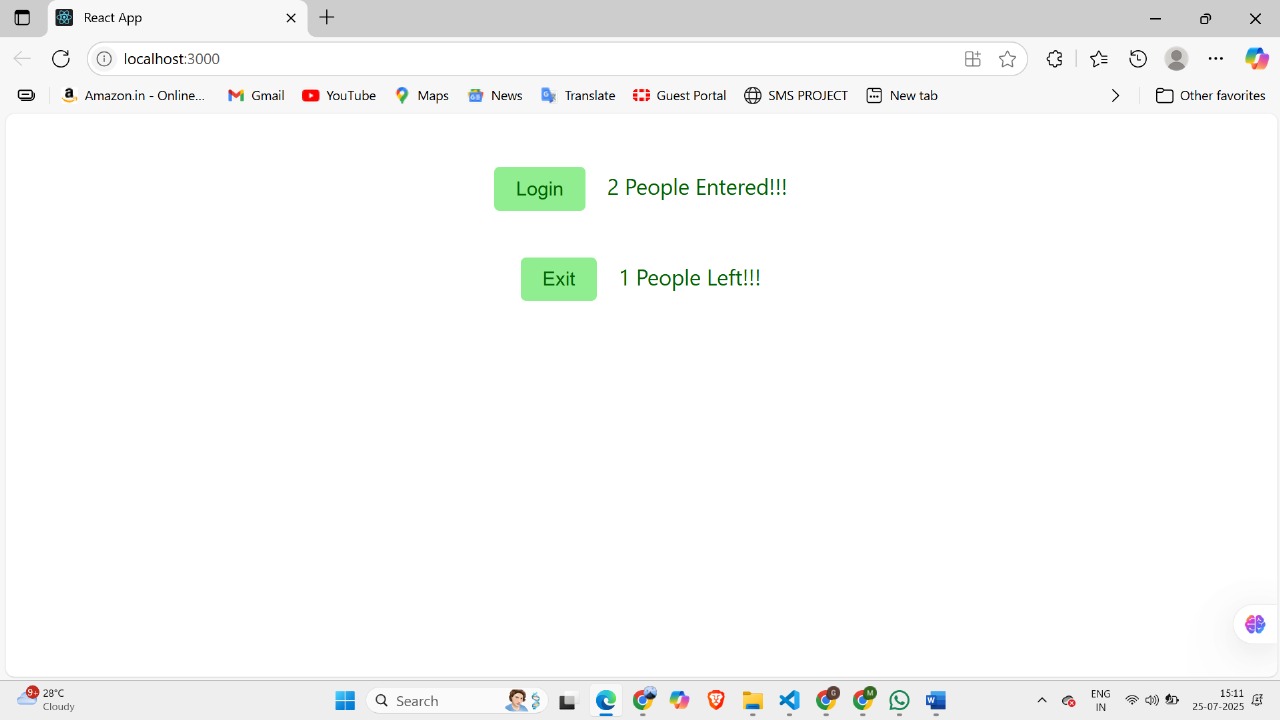 React App
localhost:3000
Amazon.in - Online...
Gmail
YouTube
Maps
News
Translate
Guest Portal
SMS PROJECT
New tab
Other favorites
Login 2 People Entered!!!
Exit 1 People Left!!!
9+ 28°C
Cloudy
Search
G
M
ENG
IN
15:11
25-07-2025